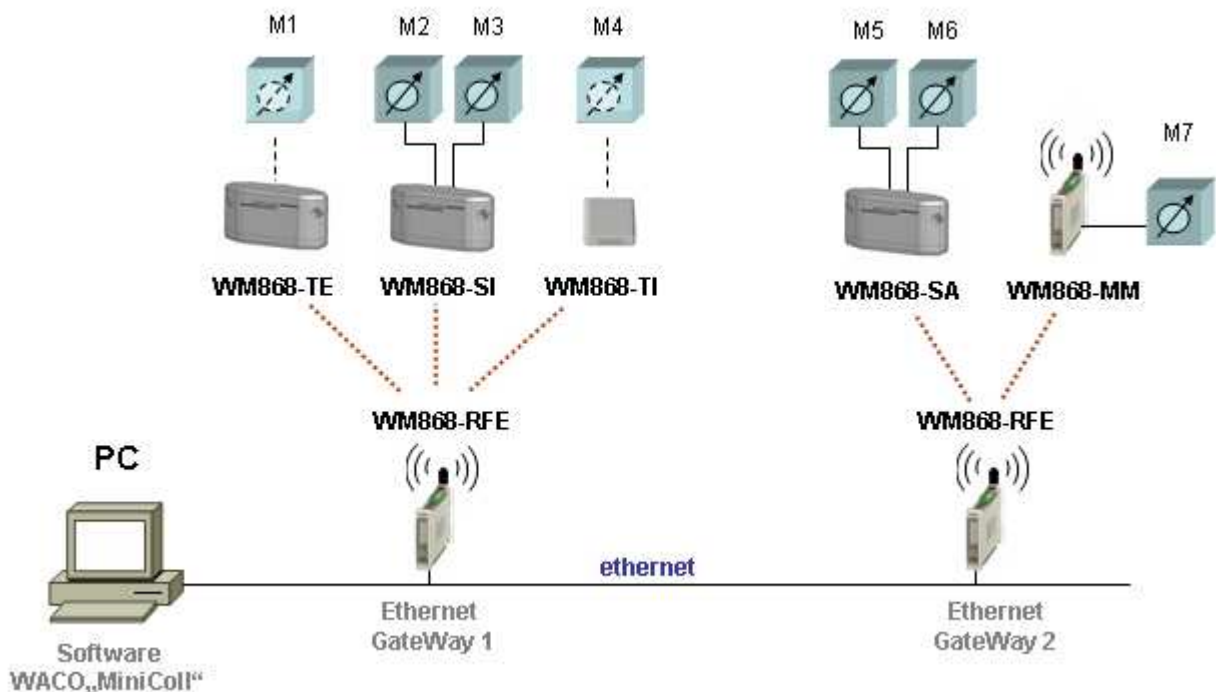 M1
M2
M3
M4
M5
M6
M7
WM868-TE
WM868-SI
WM868-TI
WM868-SA
WM868-MM
WM868-RFE
WM868-RFE
PC
ethernet
Ethernet
GateWay 1
Ethernet
GateWay 2
Software
WACO„MiniColl“